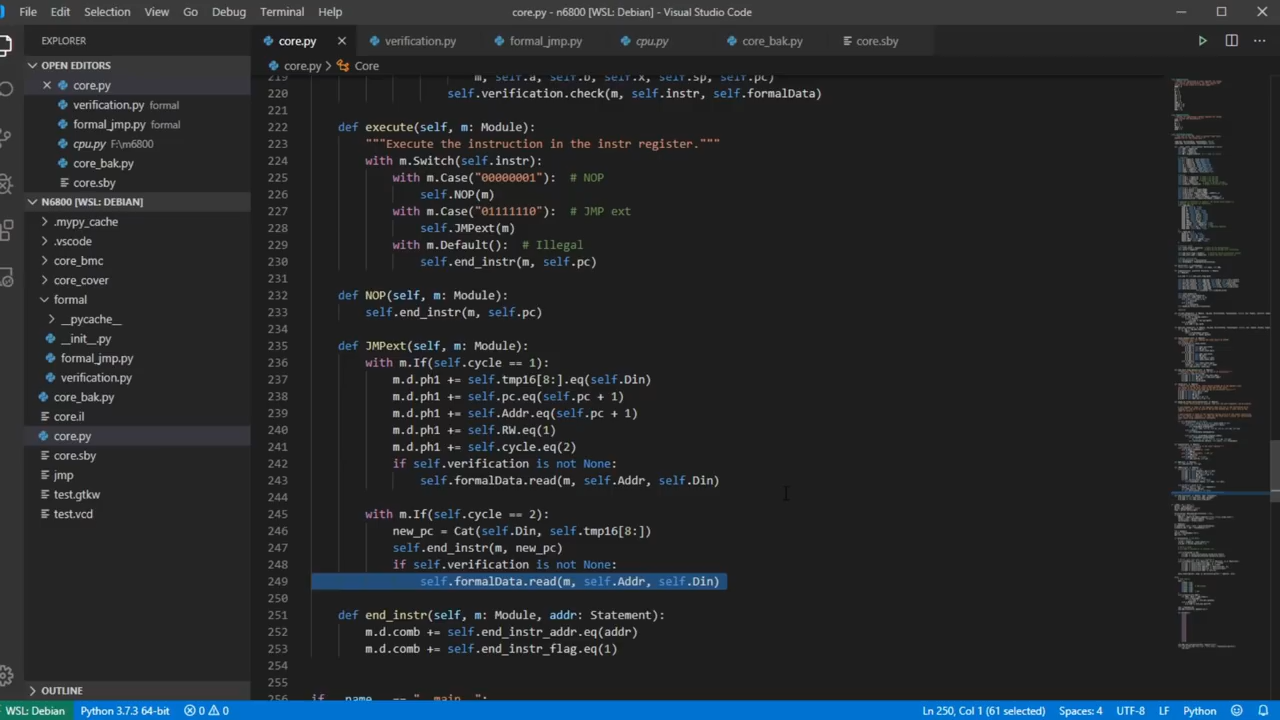 File Edit Selection View Go Debug Terminal Help core.py - n6800 [WSL: Debian] - Visual Studio Code
EXPLORER
core.py verification.py formal_jmp.py cpu.py core_bak.py core.sby
OPEN EDITORS
core.py
verification.py formal
formal_jmp.py formal
cpu.py F:\m6800
core_bak.py
core.sby
N6800 [WSL: DEBIAN]
.mypy_cache
.vscode
core_bmc
core_cover
formal
__pycache__
__init__.py
formal_jmp.py
verification.py
core_bak.py
core.il
core.py
core.sby
jmp
test.gtkw
test.vcd
OUTLINE
core.py > Core
219 m, self.a, self.b, self.x, self.sp, self.pc)
220 self.verification.check(m, self.instr, self.formalData)
221
222 def execute(self, m: Module):
223 """Execute the instruction in the instr register."""
224 with m.Switch(self.instr):
225 with m.Case("00000001"): # NOP
226 self.NOP(m)
227 with m.Case("01111110"): # JMP ext
228 self.JMPext(m)
229 with m.Default(): # Illegal
230 self.end_instr(m, self.pc)
231
232 def NOP(self, m: Module):
233 self.end_instr(m, self.pc)
234
235 def JMPext(self, m: Module):
236 with m.If(self.cycle == 1):
237 m.d.ph1 += self.tmp16[8:].eq(self.Din)
238 m.d.ph1 += self.pc.eq(self.pc + 1)
239 m.d.ph1 += self.Addr.eq(self.pc + 1)
240 m.d.ph1 += self.RW.eq(1)
241 m.d.ph1 += self.cycle.eq(2)
242 if self.verification is not None:
243 self.formalData.read(m, self.Addr, self.Din)
244
245 with m.If(self.cycle == 2):
246 new_pc = Cat(self.Din, self.tmp16[8:])
247 self.end_instr(m, new_pc)
248 if self.verification is not None:
249 self.formalData.read(m, self.Addr, self.Din)
250
251 def end_instr(self, m: Module, addr: Statement):
252 m.d.comb += self.end_instr_addr.eq(addr)
253 m.d.comb += self.end_instr_flag.eq(1)
254
255
256 if __name__ == "__main__":
WSL: Debian Python 3.7.3 64-bit 0 0 Ln 250, Col 1 (61 selected) Spaces: 4 UTF-8 LF Python